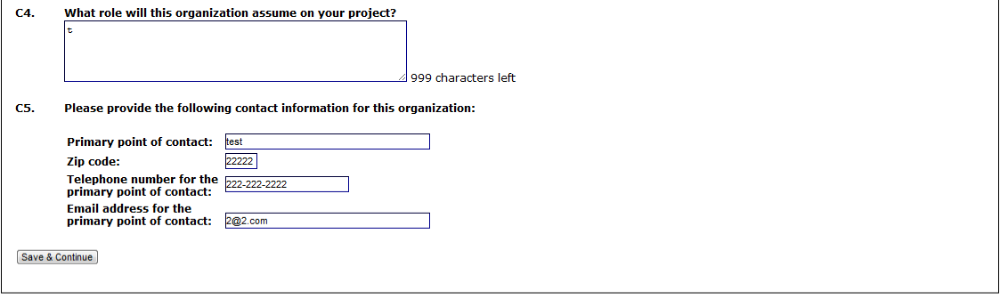 C4. What role will this organization assume on your project?
t
999 characters left
C5. Please provide the following contact information for this organization:
Primary point of contact: test
Zip code: 22222
Telephone number for the
primary point of contact: 222-222-2222
Email address for the
primary point of contact: 2@2.com
Save & Continue